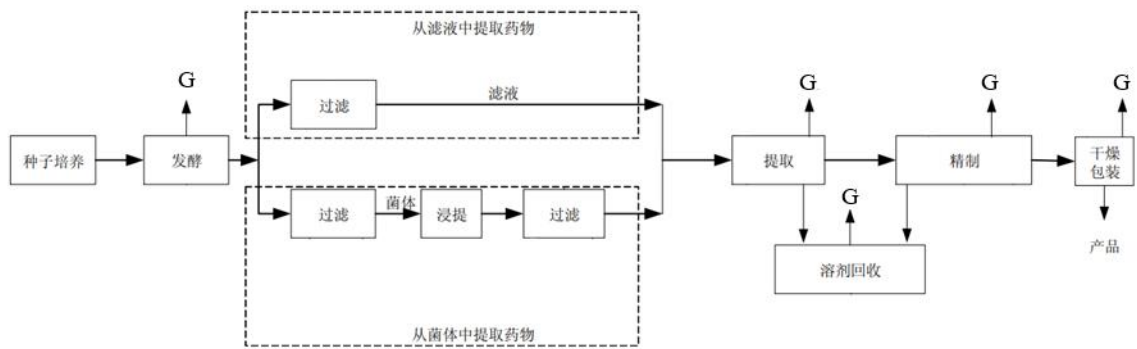 从滤液中提取药物
G
G
G
G
过滤
滤液
种子培养
发酵
提取
精制
干燥
包装
过滤
菌体
浸提
过滤
G
溶剂回收
产品
从菌体中提取药物